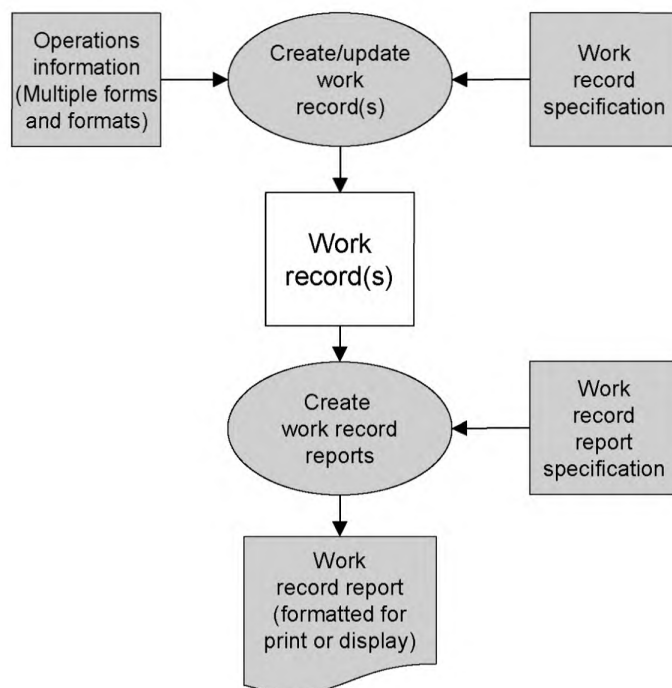 Operations
information
(Multiple forms
and formats)
Create/update
work
record(s)
Work
record
specification
Work
record(s)
Create
work record
reports
Work
record
report
specification
Work
record report
(formatted for
print or display)